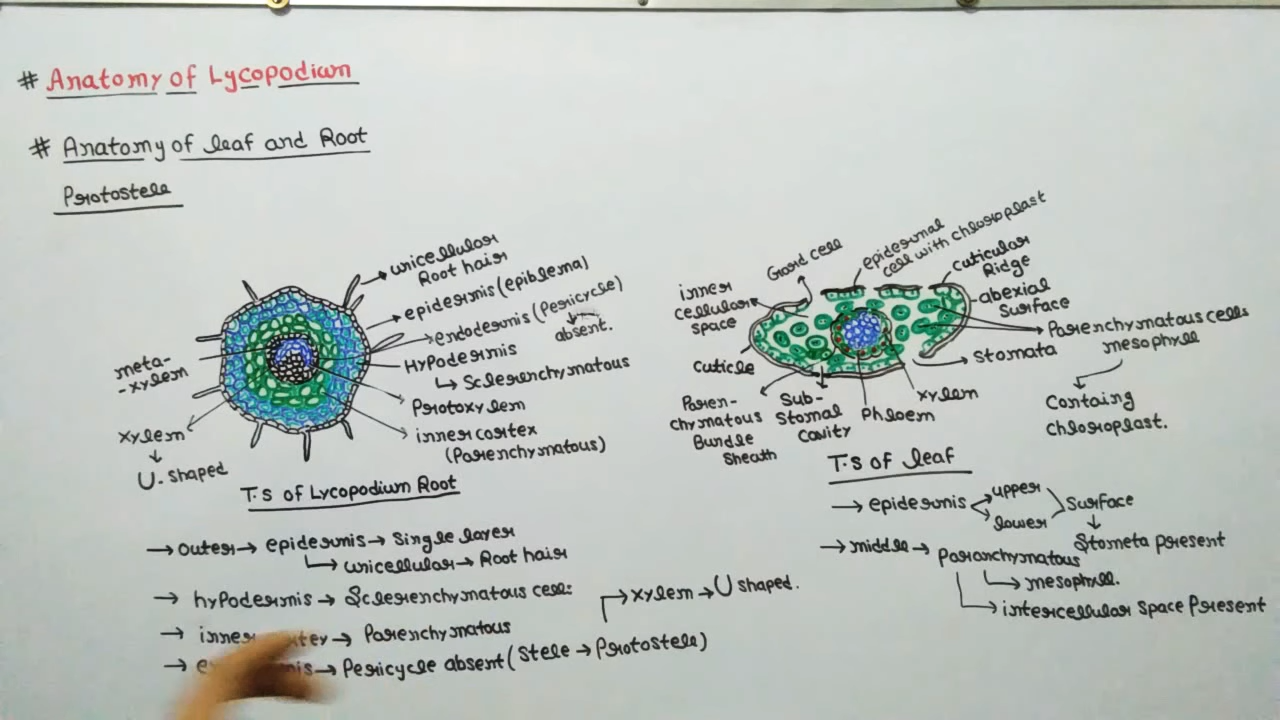 # Anatomy of Lycopodium
# Anatomy of leaf and Root
Protostele
unicellular
Root hair
epidermis (epiblema)
endodermis (Pericycle)
absent.
Hypodermis
↳ Sclerenchymatous
Protoxylem
inner cortex
(Parenchymatous)
meta-
-xylem
xylem
↓
U. shaped
T.S of Lycopodium Root
→ outer → epidermis → Single layer
↳ unicellular → Root hair
→ hypodermis → Sclerenchymatous cell:
→ inner → Parenchymatous
→ Pericycle absent (Stele → Protostele)
→ xylem → U shaped.
Gaord cell
epidermal
cell with chloroplast
cuticular
Ridge
abexial
Surface
Parenchymatous cells
mesophyll
Containg
chloroplast.
Stomata
xylem
Phloem
Sub-
Stomal
Cavity
Paren-
chymatous
Bundle
Sheath
Cuticle
inner
cellular
space
T.S of leaf
→ epidermis upper
lower
Surface
↓
Stometa present
→ middle → Paranchymatous
→ mesophyll.
→ intercellular space Present